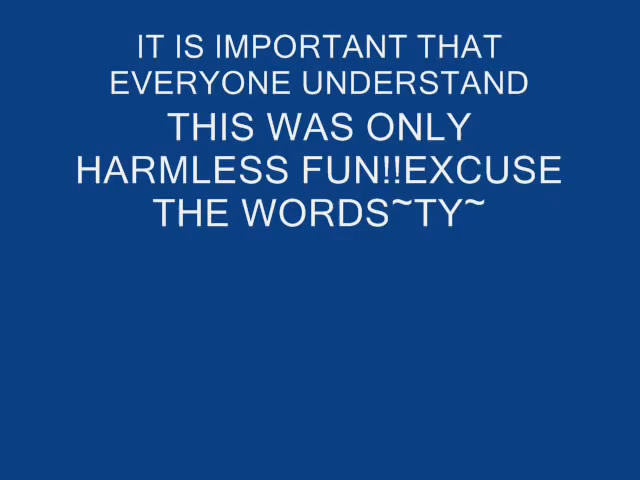 IT IS IMPORTANT THAT
EVERYONE UNDERSTAND
THIS WAS ONLY
HARMLESS FUN!!EXCUSE
THE WORDS~TY~